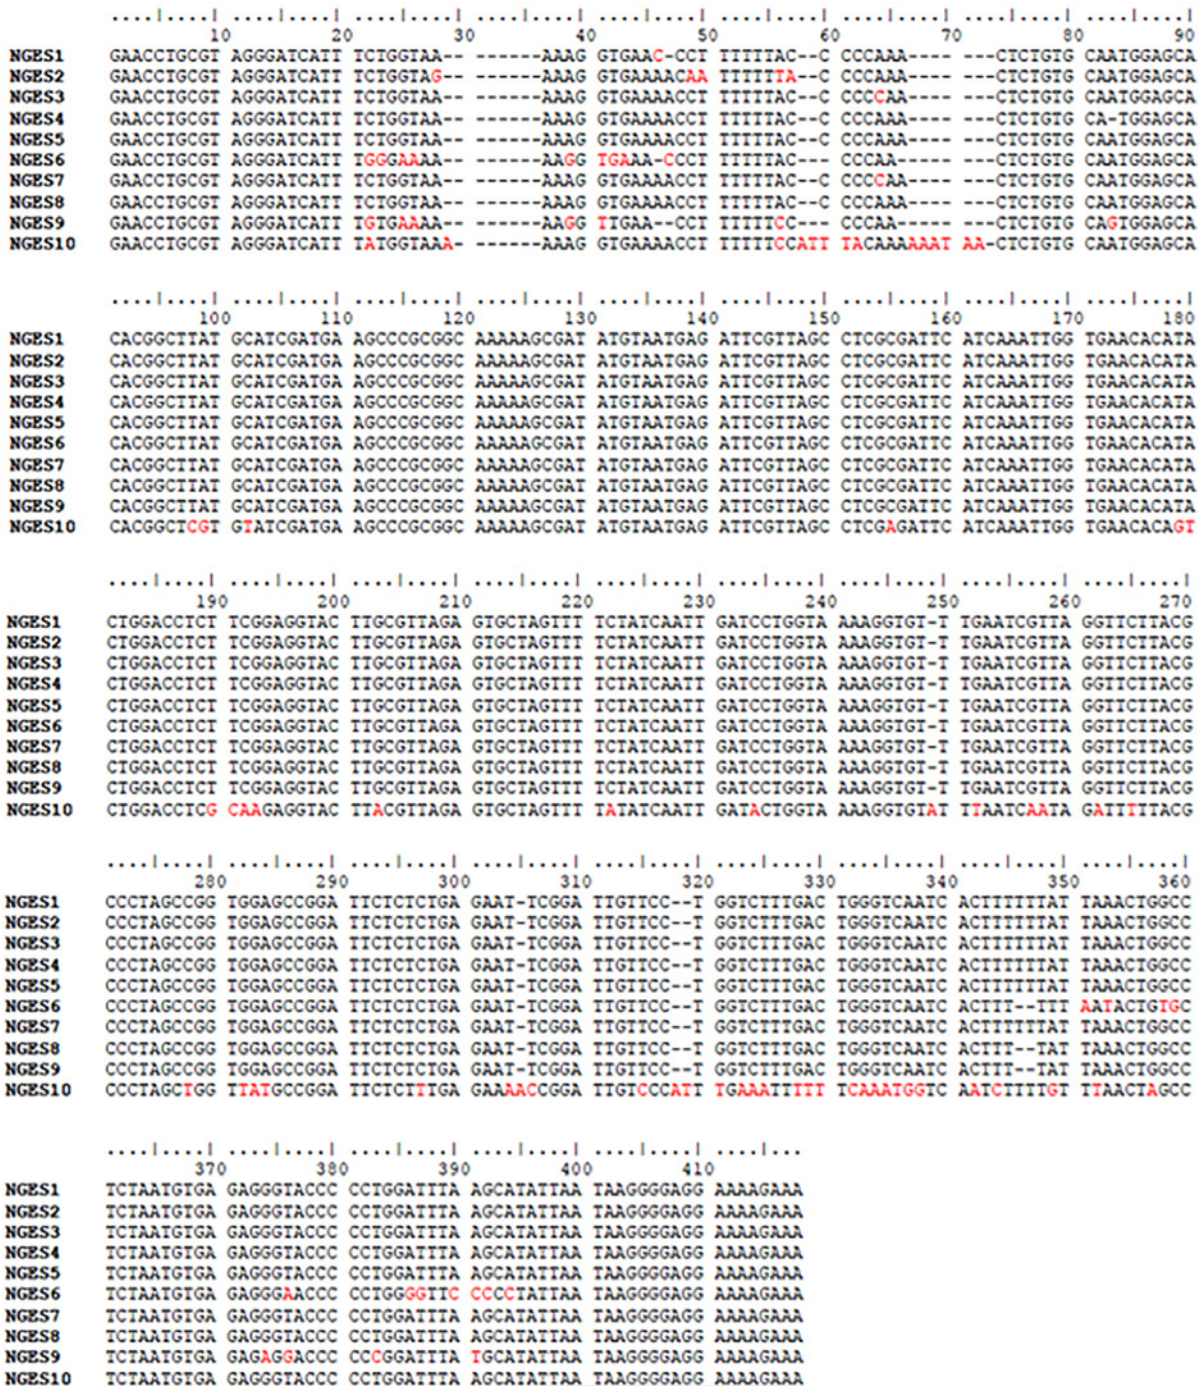 ....|....| ....|....| ....|....| ....|....| ....|....| ....|....| ....|....| ....|....| ....|....|
10 20 30 40 50 60 70 80 90
NGES1 GAACCTGCGT AGGGATCATT TCTGGTAA-- -------AAAG GTGAAC-CCT TTTTTAC--C CCCAAA---- ---CTCTGTG CAATGGAGCA
NGES2 GAACCTGCGT AGGGATCATT TCTGGTAG-- -------AAAG GTGAAAACAA TTTTTTTA--C CCCAAA---- ---CTCTGTG CAATGGAGCA
NGES3 GAACCTGCGT AGGGATCATT TCTGGTAA-- -------AAAG GTGAAAACCT TTTTTAC--C CCCCAA---- ---CTCTGTG CAATGGAGCA
NGES4 GAACCTGCGT AGGGATCATT TCTGGTAA-- -------AAAG GTGAAAACCT TTTTTAC--C CCCAAA---- ---CTCTGTG CA-TGGAGCA
NGES5 GAACCTGCGT AGGGATCATT TCTGGTAA-- -------AAAG GTGAAAACCT TTTTTAC--C CCCAAA---- ---CTCTGTG CAATGGAGCA
NGES6 GAACCTGCGT AGGGATCATT TGGGAAAA-- -------AAGG TGAAA-CCCT TTTTTAC--- CCCAA----- ---CTCTGTG CAATGGAGCA
NGES7 GAACCTGCGT AGGGATCATT TCTGGTAA-- -------AAAG GTGAAAACCT TTTTTAC--C CCCCAA---- ---CTCTGTG CAATGGAGCA
NGES8 GAACCTGCGT AGGGATCATT TCTGGTAA-- -------AAAG GTGAAAACCT TTTTTAC--C CCCAAA---- ---CTCTGTG CAATGGAGCA
NGES9 GAACCTGCGT AGGGATCATT TGTGAAAA-- -------AAGG TTGAA--CCT TTTTTCC--- CCCAA----- ---CTCTGTG CAGTGGAGCA
NGES10 GAACCTGCGT AGGGATCATT TATGGTAAA- -------AAAG GTGAAAACCT TTTTTCCATT TACAAAAAAT AA-CTCTGTG CAATGGAGCA
....|....| ....|....| ....|....| ....|....| ....|....| ....|....| ....|....| ....|....| ....|....|
100 110 120 130 140 150 160 170 180
NGES1 CACGGCTTAT GCATCGATGA AGCCCGCGGC AAAAAGCGAT ATGTAATGAG ATTCGTTAGC CTCGCGATTC ATCAAATTGG TGAACACATA
NGES2 CACGGCTTAT GCATCGATGA AGCCCGCGGC AAAAAGCGAT ATGTAATGAG ATTCGTTAGC CTCGCGATTC ATCAAATTGG TGAACACATA
NGES3 CACGGCTTAT GCATCGATGA AGCCCGCGGC AAAAAGCGAT ATGTAATGAG ATTCGTTAGC CTCGCGATTC ATCAAATTGG TGAACACATA
NGES4 CACGGCTTAT GCATCGATGA AGCCCGCGGC AAAAAGCGAT ATGTAATGAG ATTCGTTAGC CTCGCGATTC ATCAAATTGG TGAACACATA
NGES5 CACGGCTTAT GCATCGATGA AGCCCGCGGC AAAAAGCGAT ATGTAATGAG ATTCGTTAGC CTCGCGATTC ATCAAATTGG TGAACACATA
NGES6 CACGGCTTAT GCATCGATGA AGCCCGCGGC AAAAAGCGAT ATGTAATGAG ATTCGTTAGC CTCGCGATTC ATCAAATTGG TGAACACATA
NGES7 CACGGCTTAT GCATCGATGA AGCCCGCGGC AAAAAGCGAT ATGTAATGAG ATTCGTTAGC CTCGCGATTC ATCAAATTGG TGAACACATA
NGES8 CACGGCTTAT GCATCGATGA AGCCCGCGGC AAAAAGCGAT ATGTAATGAG ATTCGTTAGC CTCGCGATTC ATCAAATTGG TGAACACATA
NGES9 CACGGCTTAT GCATCGATGA AGCCCGCGGC AAAAAGCGAT ATGTAATGAG ATTCGTTAGC CTCGCGATTC ATCAAATTGG TGAACACATA
NGES10 CACGGCTCGT GTATCGATGA AGCCCGCGGC AAAAAGCGAT ATGTAATGAG ATTCGTTAGC CTCGAGATTC ATCAAATTGG TGAACACAGT
....|....| ....|....| ....|....| ....|....| ....|....| ....|....| ....|....| ....|....| ....|....|
190 200 210 220 230 240 250 260 270
NGES1 CTGGACCTCT TCGGAGGTAC TTGCGTTAGA GTGCTAGTTT TCTATCAATT GATCCTGGTA AAAGGTGT-T TGAATCGTTA GGTTCTTACG
NGES2 CTGGACCTCT TCGGAGGTAC TTGCGTTAGA GTGCTAGTTT TCTATCAATT GATCCTGGTA AAAGGTGT-T TGAATCGTTA GGTTCTTACG
NGES3 CTGGACCTCT TCGGAGGTAC TTGCGTTAGA GTGCTAGTTT TCTATCAATT GATCCTGGTA AAAGGTGT-T TGAATCGTTA GGTTCTTACG
NGES4 CTGGACCTCT TCGGAGGTAC TTGCGTTAGA GTGCTAGTTT TCTATCAATT GATCCTGGTA AAAGGTGT-T TGAATCGTTA GGTTCTTACG
NGES5 CTGGACCTCT TCGGAGGTAC TTGCGTTAGA GTGCTAGTTT TCTATCAATT GATCCTGGTA AAAGGTGT-T TGAATCGTTA GGTTCTTACG
NGES6 CTGGACCTCT TCGGAGGTAC TTGCGTTAGA GTGCTAGTTT TCTATCAATT GATCCTGGTA AAAGGTGT-T TGAATCGTTA GGTTCTTACG
NGES7 CTGGACCTCT TCGGAGGTAC TTGCGTTAGA GTGCTAGTTT TCTATCAATT GATCCTGGTA AAAGGTGT-T TGAATCGTTA GGTTCTTACG
NGES8 CTGGACCTCT TCGGAGGTAC TTGCGTTAGA GTGCTAGTTT TCTATCAATT GATCCTGGTA AAAGGTGT-T TGAATCGTTA GGTTCTTACG
NGES9 CTGGACCTCT TCGGAGGTAC TTGCGTTAGA GTGCTAGTTT TCTATCAATT GATCCTGGTA AAAGGTGT-T TGAATCGTTA GGTTCTTACG
NGES10 CTGGACCTCG CAAGAGGTAC TTACGTTAGA GTGCTAGTTT TATATCAATT GATACTGGTA AAAGGTGTAT TTAATCAATA GATTTTTACG
....|....| ....|....| ....|....| ....|....| ....|....| ....|....| ....|....| ....|....| ....|....|
280 290 300 310 320 330 340 350 360
NGES1 CCCTAGCCGG TGGAGCCGGA TTCTCTCTGA GAAT-TCGGA TTGTTCC--T GGTCTTTGAC TGGGTCAATC ACTTTTTTAT TAAACTGGCC
NGES2 CCCTAGCCGG TGGAGCCGGA TTCTCTCTGA GAAT-TCGGA TTGTTCC--T GGTCTTTGAC TGGGTCAATC ACTTTTTTAT TAAACTGGCC
NGES3 CCCTAGCCGG TGGAGCCGGA TTCTCTCTGA GAAT-TCGGA TTGTTCC--T GGTCTTTGAC TGGGTCAATC ACTTTTTTAT TAAACTGGCC
NGES4 CCCTAGCCGG TGGAGCCGGA TTCTCTCTGA GAAT-TCGGA TTGTTCC--T GGTCTTTGAC TGGGTCAATC ACTTTTTTAT TAAACTGGCC
NGES5 CCCTAGCCGG TGGAGCCGGA TTCTCTCTGA GAAT-TCGGA TTGTTCC--T GGTCTTTGAC TGGGTCAATC ACTTTTTTAT TAAACTGGCC
NGES6 CCCTAGCCGG TGGAGCCGGA TTCTCTCTGA GAAT-TCGGA TTGTTCC--T GGTCTTTGAC TGGGTCAATC ACTTT--TTT AATACTGTGC
NGES7 CCCTAGCCGG TGGAGCCGGA TTCTCTCTGA GAAT-TCGGA TTGTTCC--T GGTCTTTGAC TGGGTCAATC ACTTTTTTAT TAAACTGGCC
NGES8 CCCTAGCCGG TGGAGCCGGA TTCTCTCTGA GAAT-TCGGA TTGTTCC--T GGTCTTTGAC TGGGTCAATC ACTTT--TAT TAAACTGGCC
NGES9 CCCTAGCCGG TGGAGCCGGA TTCTCTCTGA GAAT-TCGGA TTGTTCC--T GGTCTTTGAC TGGGTCAATC ACTTT--TAT TAAACTGGCC
NGES10 CCCTAGCTGG TTATGCCGGA TTCTCTTTGA GAAAACCGGA TTGTCCCATT TGAAATTTTT TCAAATGGTC AATCTTTTGT TTAACTAGCC
....|....| ....|....| ....|....| ....|....| ....|....| ....|...
370 380 390 400 410
NGES1 TCTAATGTGA GAGGGTACCC CCTGGATTTA AGCATATTAA TAAGGGGAGG AAAAGAAA
NGES2 TCTAATGTGA GAGGGTACCC CCTGGATTTA AGCATATTAA TAAGGGGAGG AAAAGAAA
NGES3 TCTAATGTGA GAGGGTACCC CCTGGATTTA AGCATATTAA TAAGGGGAGG AAAAGAAA
NGES4 TCTAATGTGA GAGGGTACCC CCTGGATTTA AGCATATTAA TAAGGGGAGG AAAAGAAA
NGES5 TCTAATGTGA GAGGGTACCC CCTGGATTTA AGCATATTAA TAAGGGGAGG AAAAGAAA
NGES6 TCTAATGTGA GAGGGAACCC CCTGGGGTTC CCCCTATTAA TAAGGGGAGG AAAAGAAA
NGES7 TCTAATGTGA GAGGGTACCC CCTGGATTTA AGCATATTAA TAAGGGGAGG AAAAGAAA
NGES8 TCTAATGTGA GAGGGTACCC CCTGGATTTA AGCATATTAA TAAGGGGAGG AAAAGAAA
NGES9 TCTAATGTGA GAGAGGACCC CCCGGATTTA TGCATATTAA TAAGGGGAGG AAAAGAAA
NGES10 TCTAATGTGA GAGGGTACCC CCTGGATTTA AGCATATTAA TAAGGGGAGG AAAAGAAA